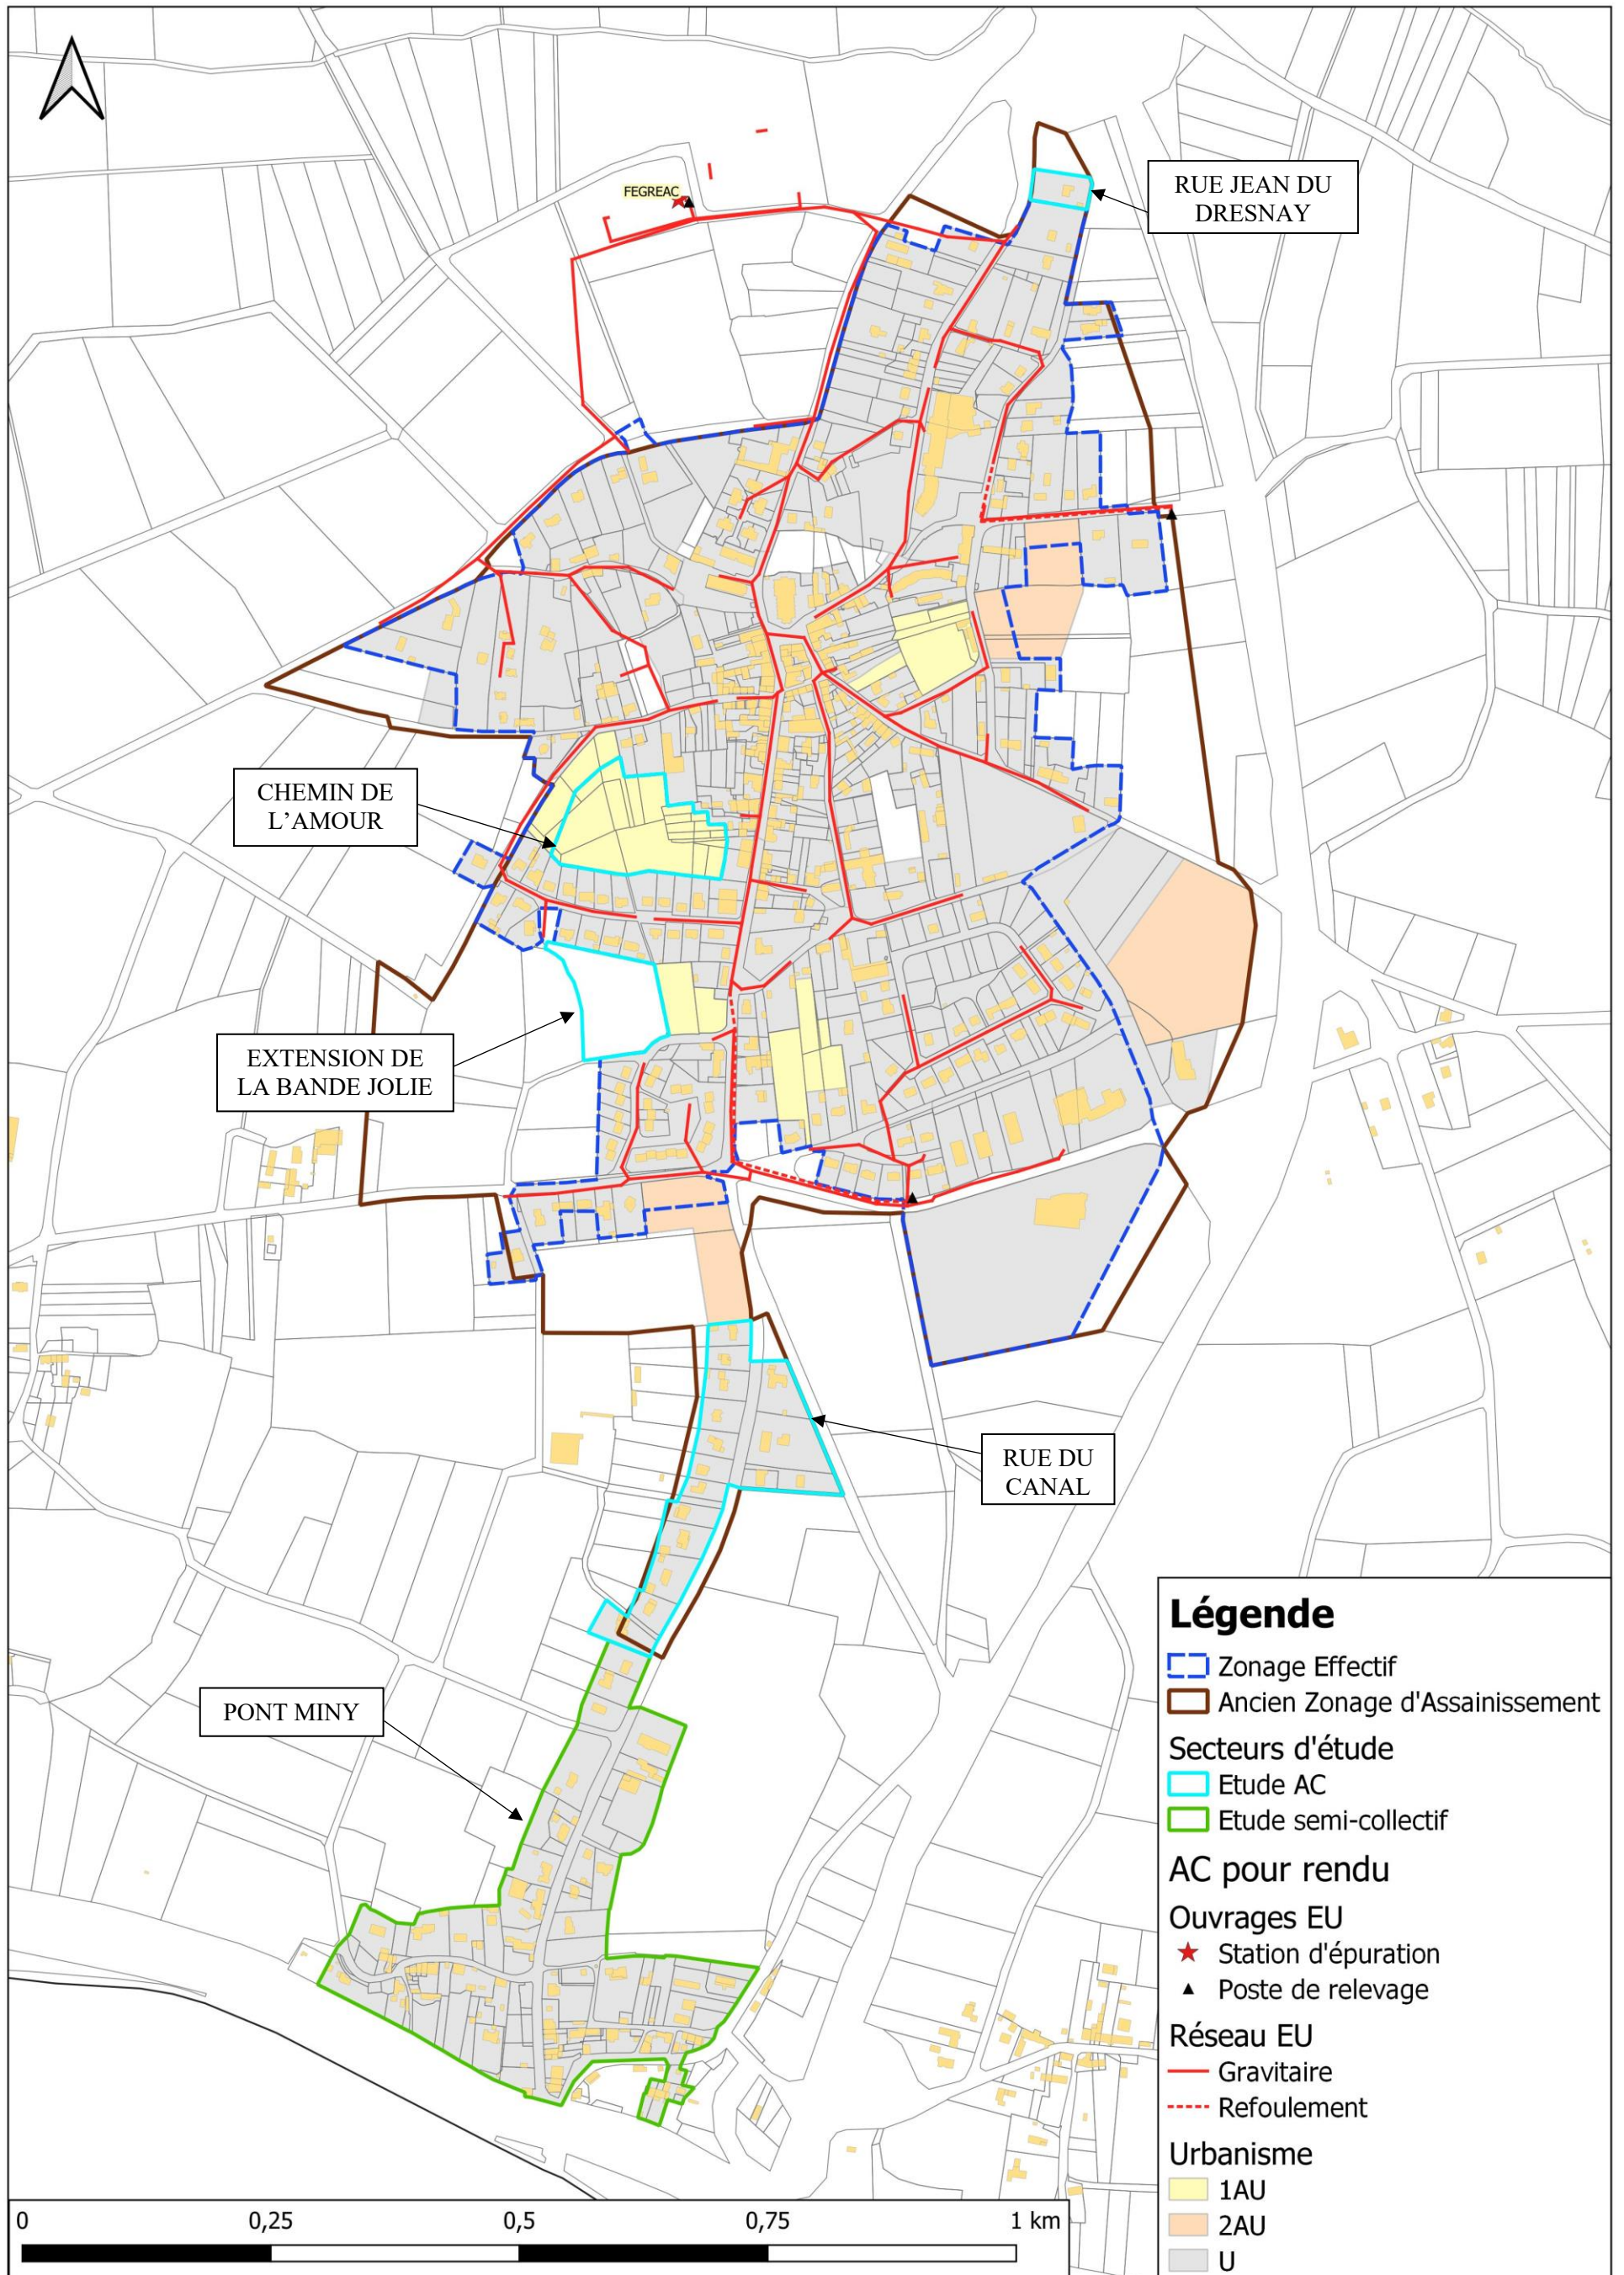 FEGREAC
RUE JEAN DU
DRESNAY
CHEMIN DE
L’AMOUR
EXTENSION DE
LA BANDE JOLIE
RUE DU
CANAL
PONT MINY
Légende
Zonage Effectif
Ancien Zonage d'Assainissement
Secteurs d'étude
Etude AC
Etude semi-collectif
AC pour rendu
Ouvrages EU
Station d'épuration
Poste de relevage
Réseau EU
Gravitaire
Refoulement
Urbanisme
1AU
2AU
U
0 0,25 0,5 0,75 1 km